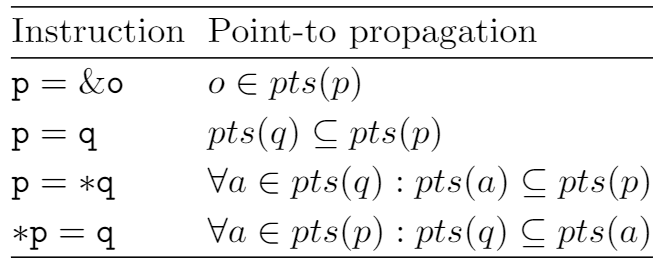 Instruction Point-to propagation
p = &o o ∈ pts(p)
p = q pts(q) ⊆ pts(p)
p = ∗q ∀a ∈ pts(q) : pts(a) ⊆ pts(p)
∗p = q ∀a ∈ pts(p) : pts(q) ⊆ pts(a)